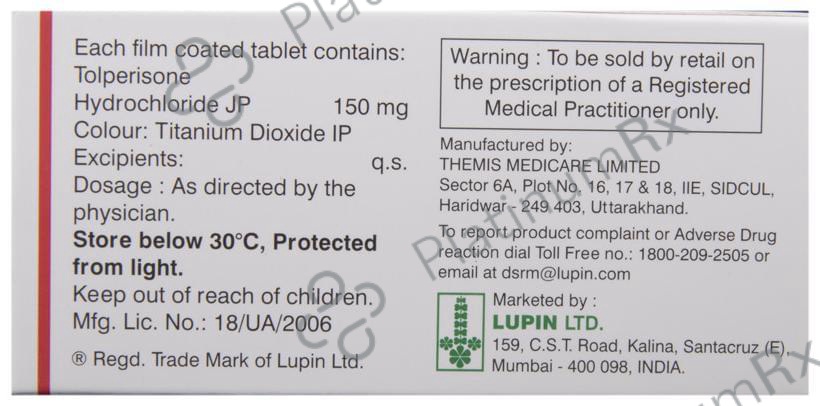 Each film coated tablet contains:
Tolperisone
Hydrochloride JP 150 mg
Colour: Titanium Dioxide IP
Excipients: q.s.
Dosage : As directed by the
physician.
Store below 30°C, Protected
from light.
Keep out of reach of children.
Mfg. Lic. No.: 18/UA/2006
® Regd. Trade Mark of Lupin Ltd.
Warning : To be sold by retail on
the prescription of a Registered
Medical Practitioner only.
Manufactured by:
THEMIS MEDICARE LIMITED
Sector 6A, Plot No. 16, 17 & 18, IIE, SIDCUL,
Haridwar - 249 403, Uttarakhand.
To report product complaint or Adverse Drug
reaction dial Toll Free no.: 1800-209-2505 or
email at dsrm@lupin.com
Marketed by :
LUPIN LTD.
159, C.S.T. Road, Kalina, Santacruz (E),
Mumbai - 400 098, INDIA.
PlatinumRx